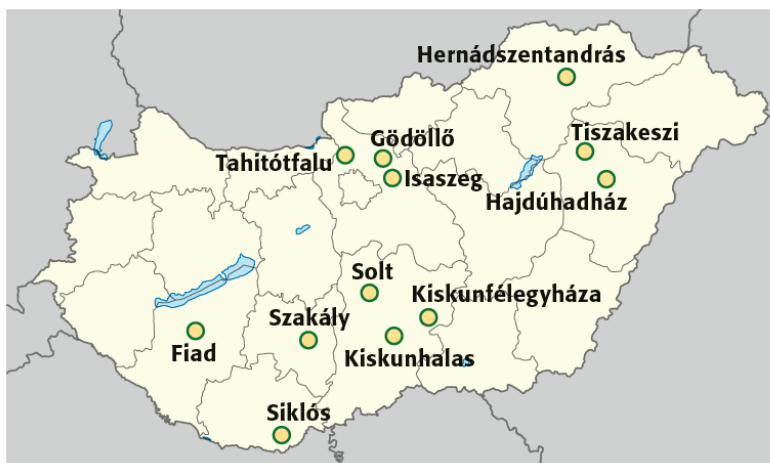 Hernádszentandrás
Tiszakeszi
Gödöllő
Tahitótfalu
Isaszeg
Hajdúhadház
Solt
Kiskunfélegyháza
Szakály
Fiad
Kiskunhalas
Siklós